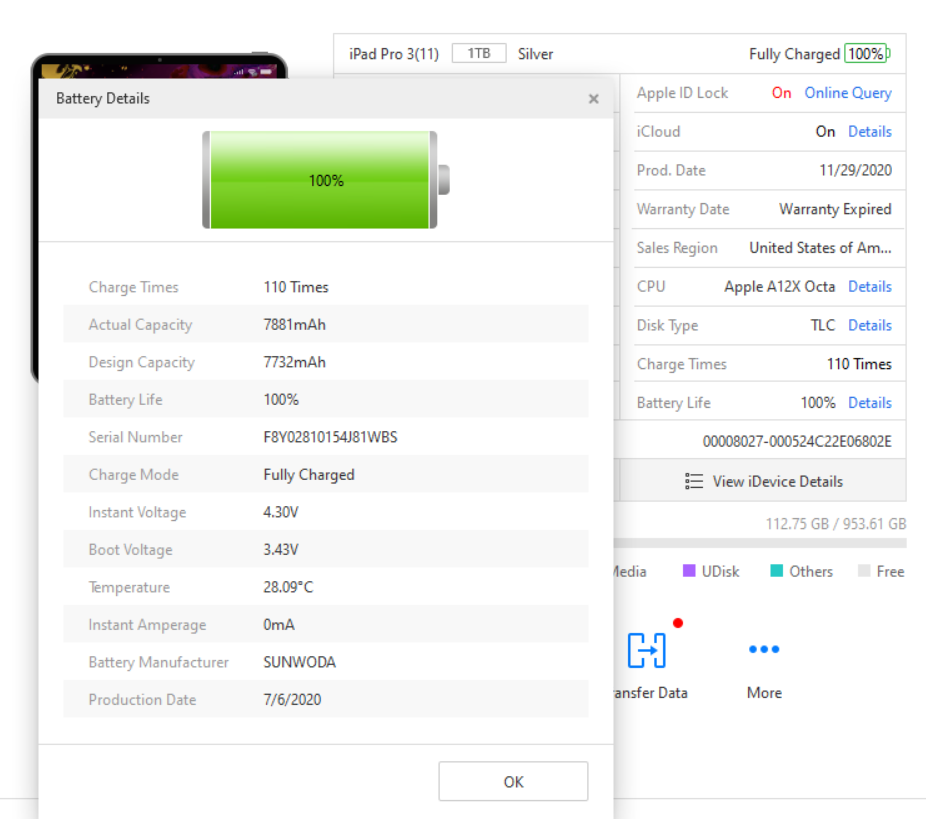 iPad Pro 3(11) 1TB Silver Fully Charged 100%
Battery Details ×
100%
Charge Times 110 Times
Actual Capacity 7881mAh
Design Capacity 7732mAh
Battery Life 100%
Serial Number F8Y02810154J81WBS
Charge Mode Fully Charged
Instant Voltage 4.30V
Boot Voltage 3.43V
Temperature 28.09°C
Instant Amperage 0mA
Battery Manufacturer SUNWODA
Production Date 7/6/2020
OK
Apple ID Lock On Online Query
iCloud On Details
Prod. Date 11/29/2020
Warranty Date Warranty Expired
Sales Region United States of Am...
CPU Apple A12X Octa Details
Disk Type TLC Details
Charge Times 110 Times
Battery Life 100% Details
00008027-000524C22E06802E
View iDevice Details
112.75 GB / 953.61 GB
Media UDisk Others Free
ansfer Data More